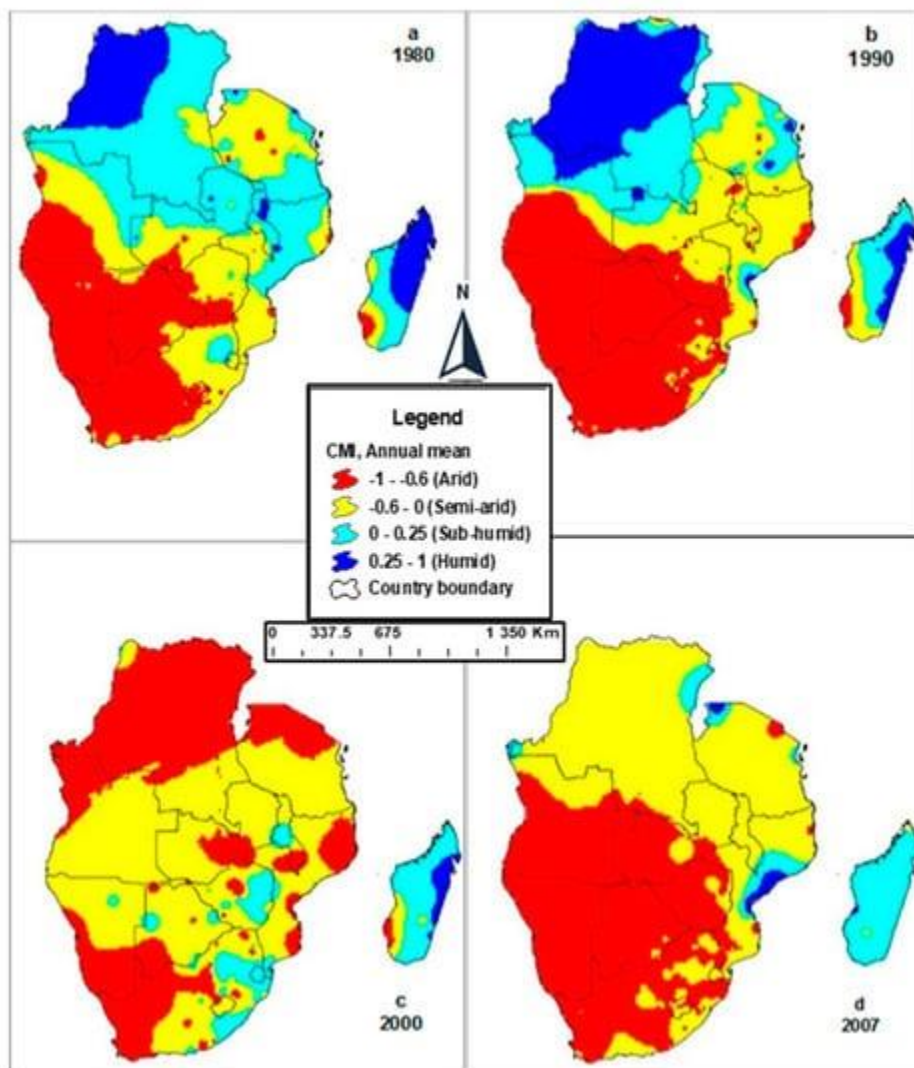 a
1980
b
1990
N
Legend
CMI, Annual mean
-1 - -0.6 (Arid)
-0.6 - 0 (Semi-arid)
0 - 0.25 (Sub-humid)
0.25 - 1 (Humid)
Country boundary
0 337.5 675 1 350 Km
c
2000
d
2007